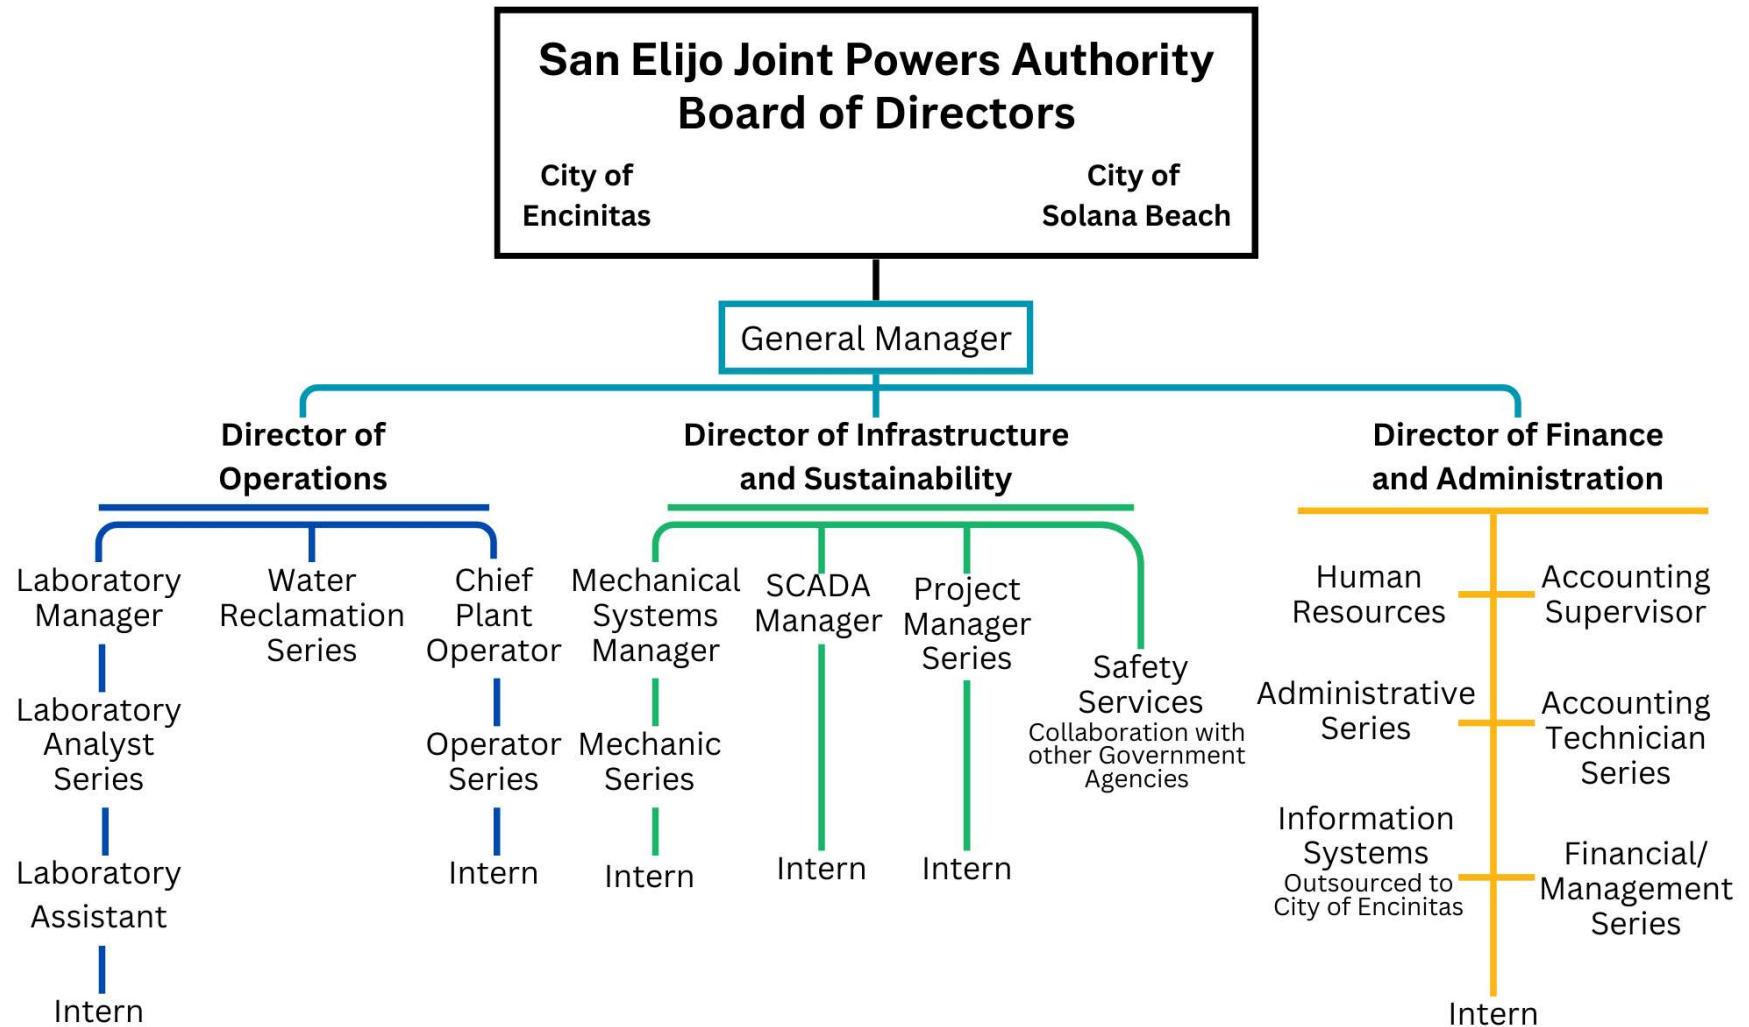 San Elijo Joint Powers Authority
Board of Directors
City of
Encinitas
City of
Solana Beach
General Manager
Director of
Operations
Director of Infrastructure
and Sustainability
Director of Finance
and Administration
Laboratory
Manager
Laboratory
Analyst
Series
Laboratory
Assistant
Intern
Water
Reclamation
Series
Chief
Plant
Operator
Operator
Series
Intern
Mechanical
Systems
Manager
Mechanic
Series
Intern
SCADA
Manager
Intern
Project
Manager
Series
Intern
Safety
Services
Collaboration with
other Government
Agencies
Human
Resources
Administrative
Series
Information
Systems
Outsourced to
City of Encinitas
Accounting
Supervisor
Accounting
Technician
Series
Financial/
Management
Series
Intern